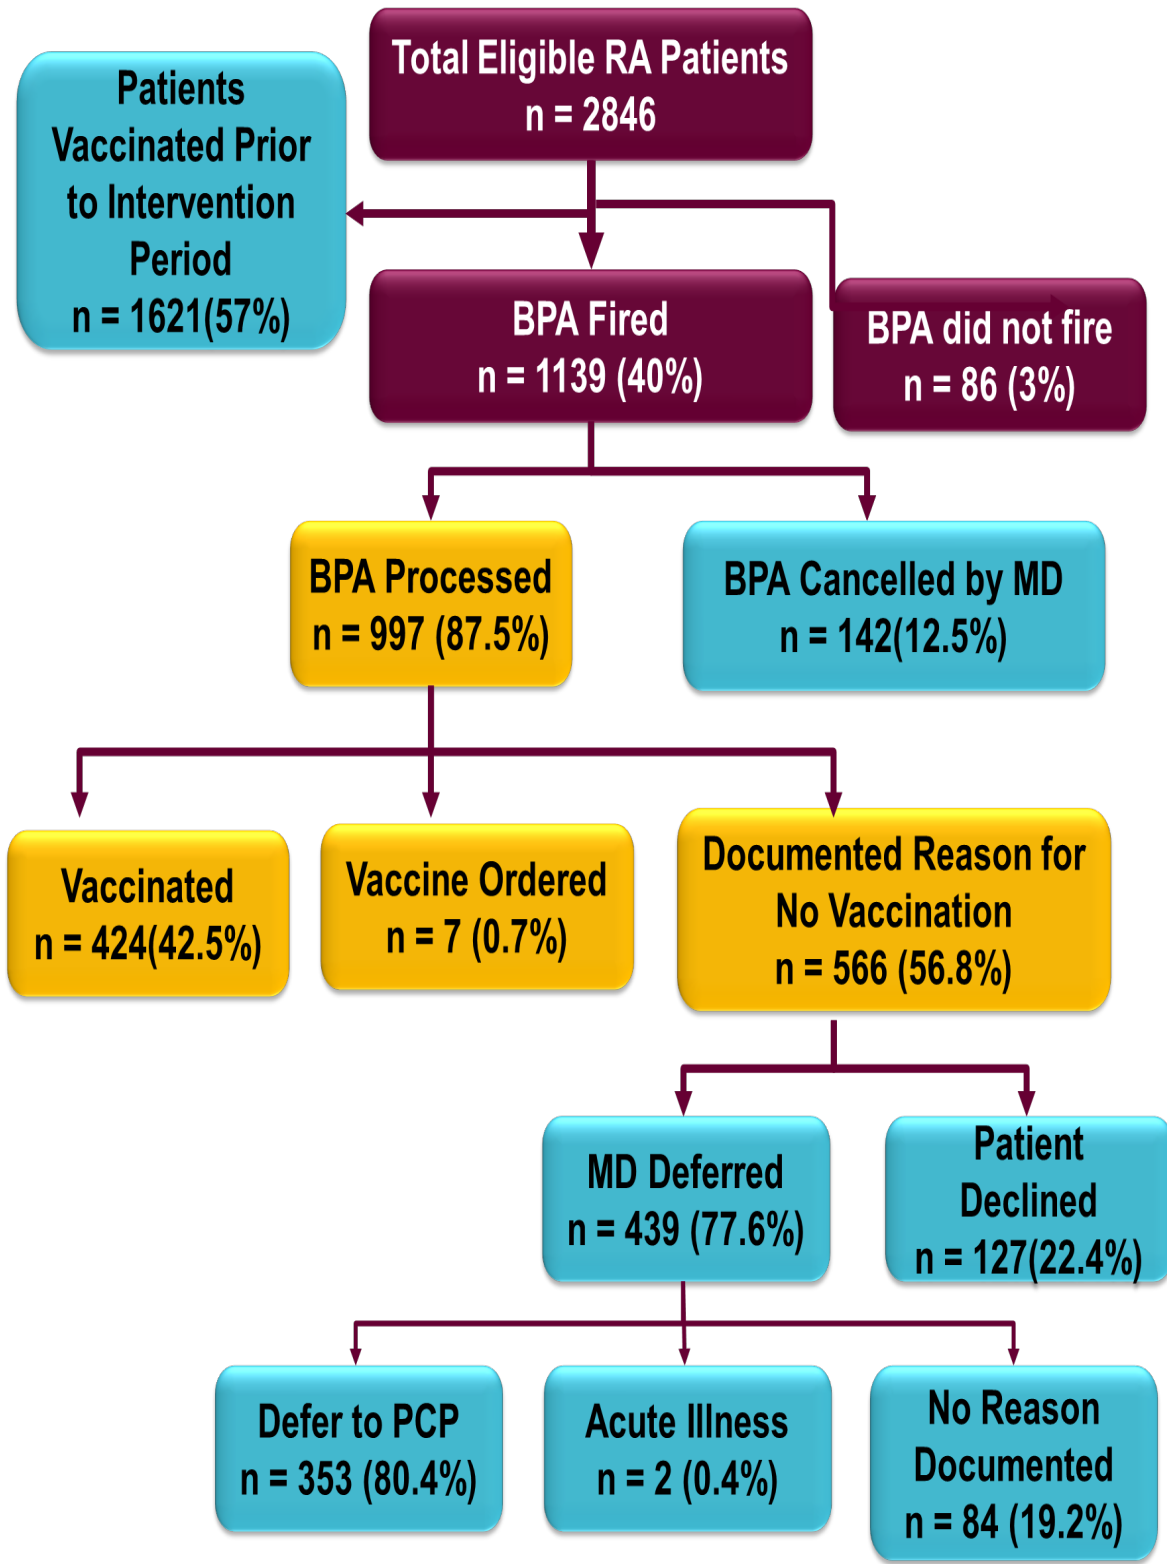 Total Eligible RA Patients
n = 2846
Patients
Vaccinated Prior
to Intervention
Period
n = 1621(57%)
BPA Fired
n = 1139 (40%)
BPA did not fire
n = 86 (3%)
BPA Processed
n = 997 (87.5%)
BPA Cancelled by MD
n = 142(12.5%)
Vaccinated
n = 424(42.5%)
Vaccine Ordered
n = 7 (0.7%)
Documented Reason for
No Vaccination
n = 566 (56.8%)
MD Deferred
n = 439 (77.6%)
Patient
Declined
n = 127(22.4%)
Defer to PCP
n = 353 (80.4%)
Acute Illness
n = 2 (0.4%)
No Reason
Documented
n = 84 (19.2%)